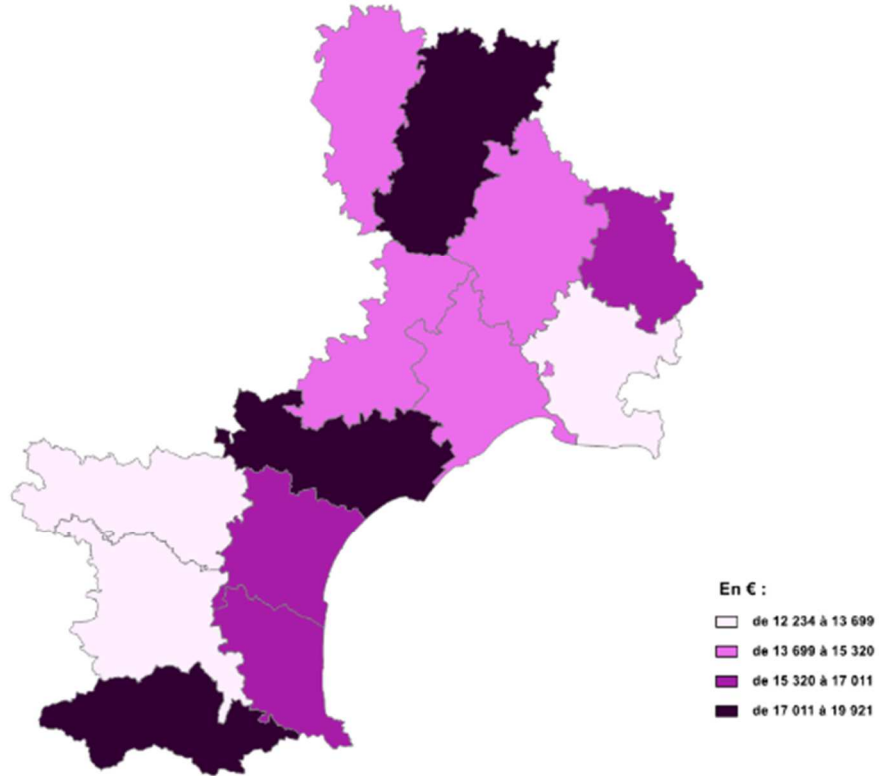 En € :
de 12 234 à 13 699
de 13 699 à 15 320
de 15 320 à 17 011
de 17 011 à 19 921